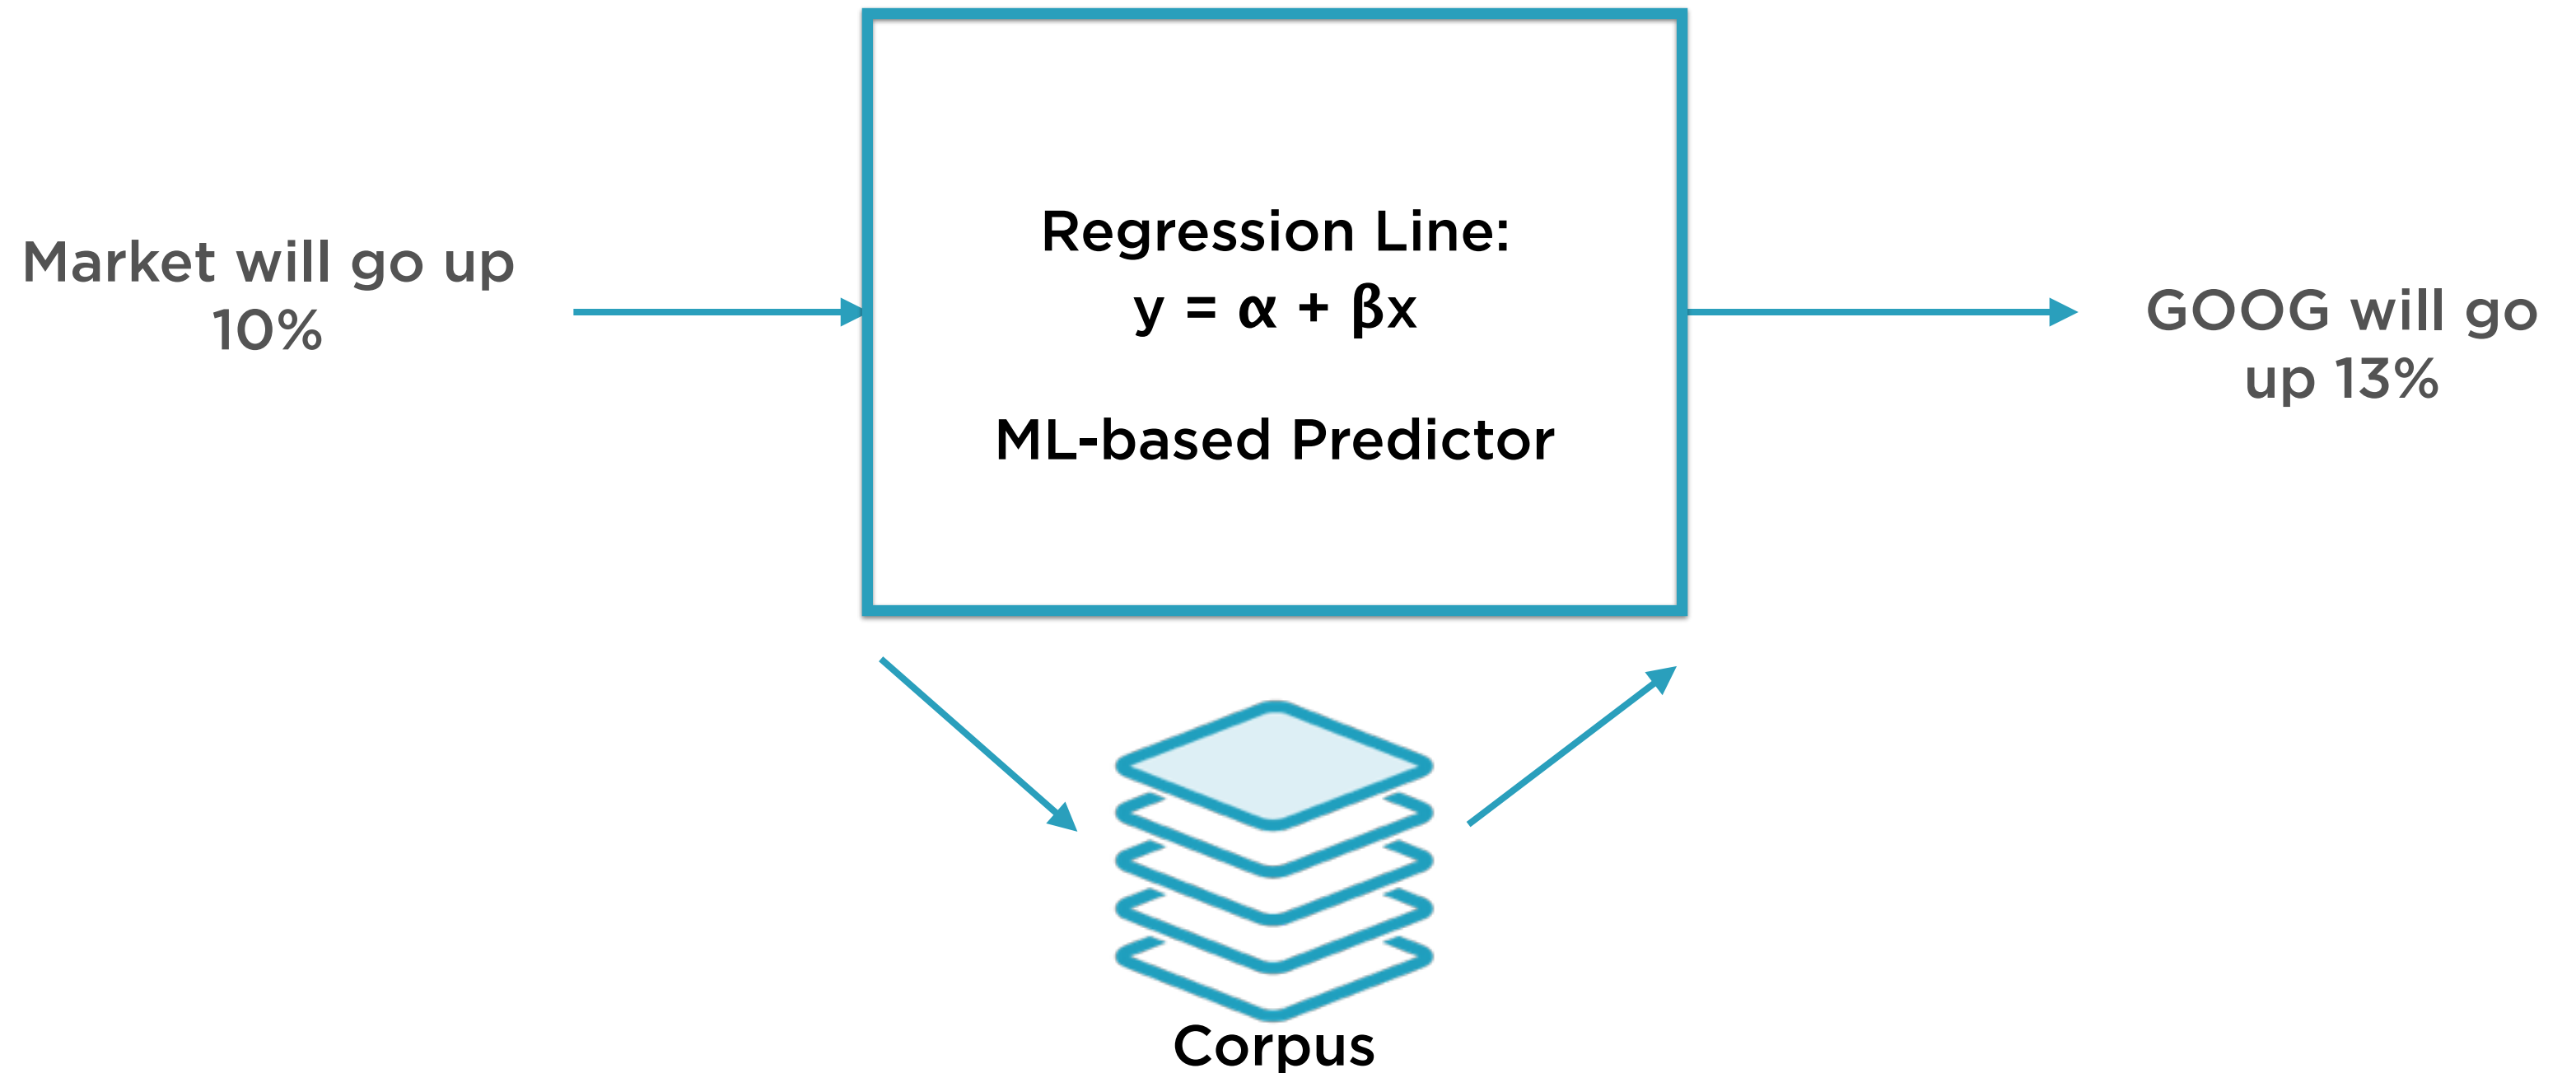 Market will go up
10%
Regression Line:
y = α + βx
ML-based Predictor
GOOG will go
up 13%
Corpus